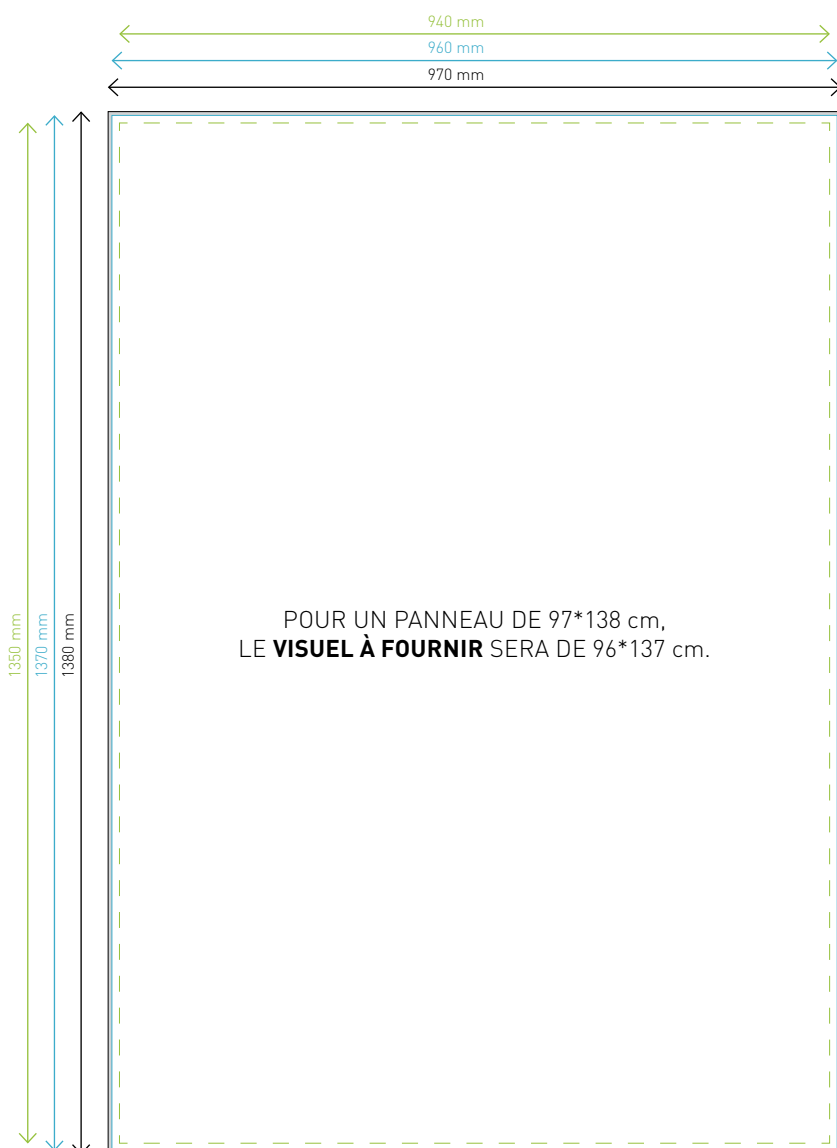 940 mm
960 mm
970 mm
1350 mm
1370 mm
1380 mm
POUR UN PANNEAU DE 97*138 cm,
LE VISUEL À FOURNIR SERA DE 96*137 cm.